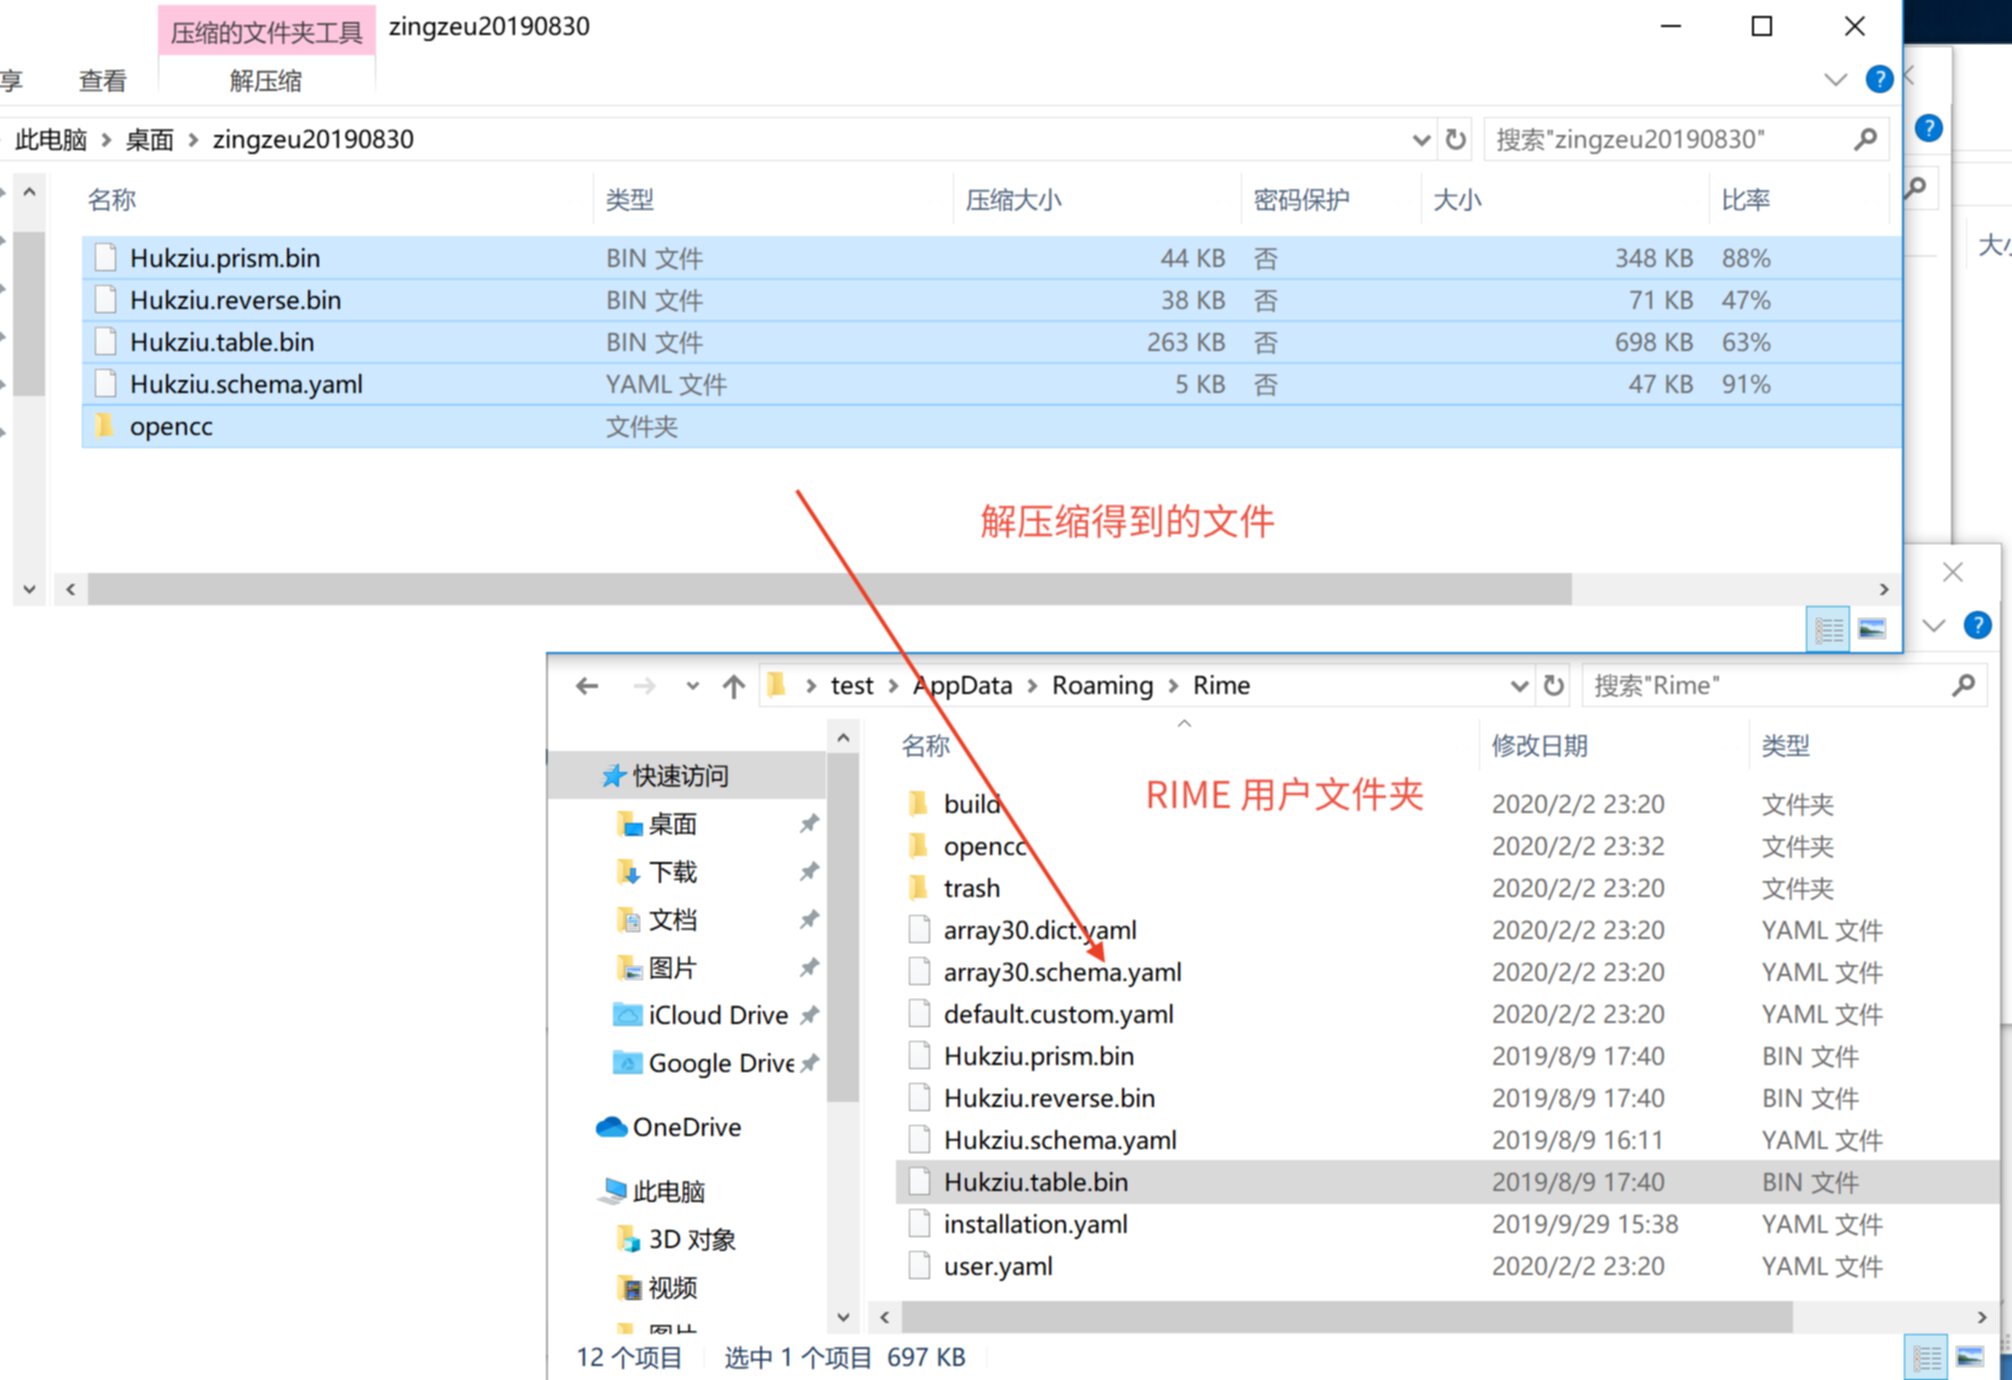 压缩的文件夹工具 zingzeu20190830
享 查看 解压缩
此电脑 > 桌面 > zingzeu20190830 搜索"zingzeu20190830"
名称 类型 压缩大小 密码保护 大小 比率
Hukziu.prism.bin BIN 文件 44 KB 否 348 KB 88%
Hukziu.reverse.bin BIN 文件 38 KB 否 71 KB 47%
Hukziu.table.bin BIN 文件 263 KB 否 698 KB 63%
Hukziu.schema.yaml YAML 文件 5 KB 否 47 KB 91%
opencc 文件夹
解压缩得到的文件
test > AppData > Roaming > Rime 搜索"Rime"
名称 修改日期 类型
RIME 用户文件夹
build 2020/2/2 23:20 文件夹
opencc 2020/2/2 23:32 文件夹
trash 2020/2/2 23:20 文件夹
array30.dict.yaml 2020/2/2 23:20 YAML 文件
array30.schema.yaml 2020/2/2 23:20 YAML 文件
default.custom.yaml 2020/2/2 23:20 YAML 文件
Hukziu.prism.bin 2019/8/9 17:40 BIN 文件
Hukziu.reverse.bin 2019/8/9 17:40 BIN 文件
Hukziu.schema.yaml 2019/8/9 16:11 YAML 文件
Hukziu.table.bin 2019/8/9 17:40 BIN 文件
installation.yaml 2019/9/29 15:38 YAML 文件
user.yaml 2020/2/2 23:20 YAML 文件
快速访问
桌面
下载
文档
图片
iCloud Drive
Google Drive
OneDrive
此电脑
3D 对象
视频
图片
12 个项目 选中 1 个项目 697 KB